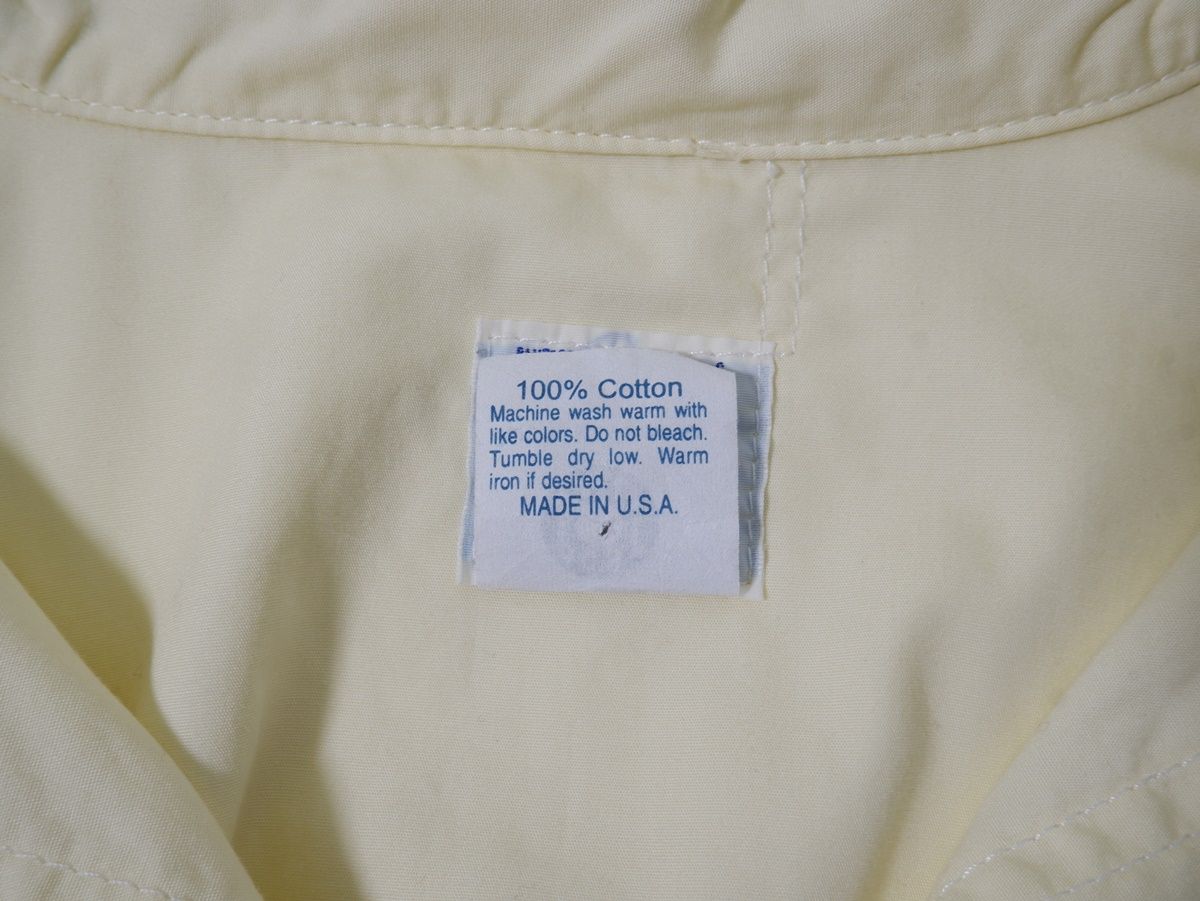 100% Cotton
Machine wash warm with
like colors. Do not bleach.
Tumble dry low. Warm
iron if desired.
MADE IN U.S.A.